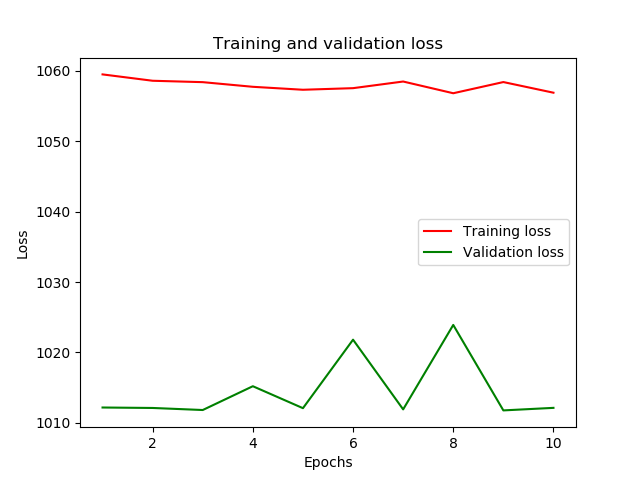 Training and validation loss
1060
1050
1040
1030
1020
1010
Loss
Training loss
Validation loss
2
4
6
8
10
Epochs